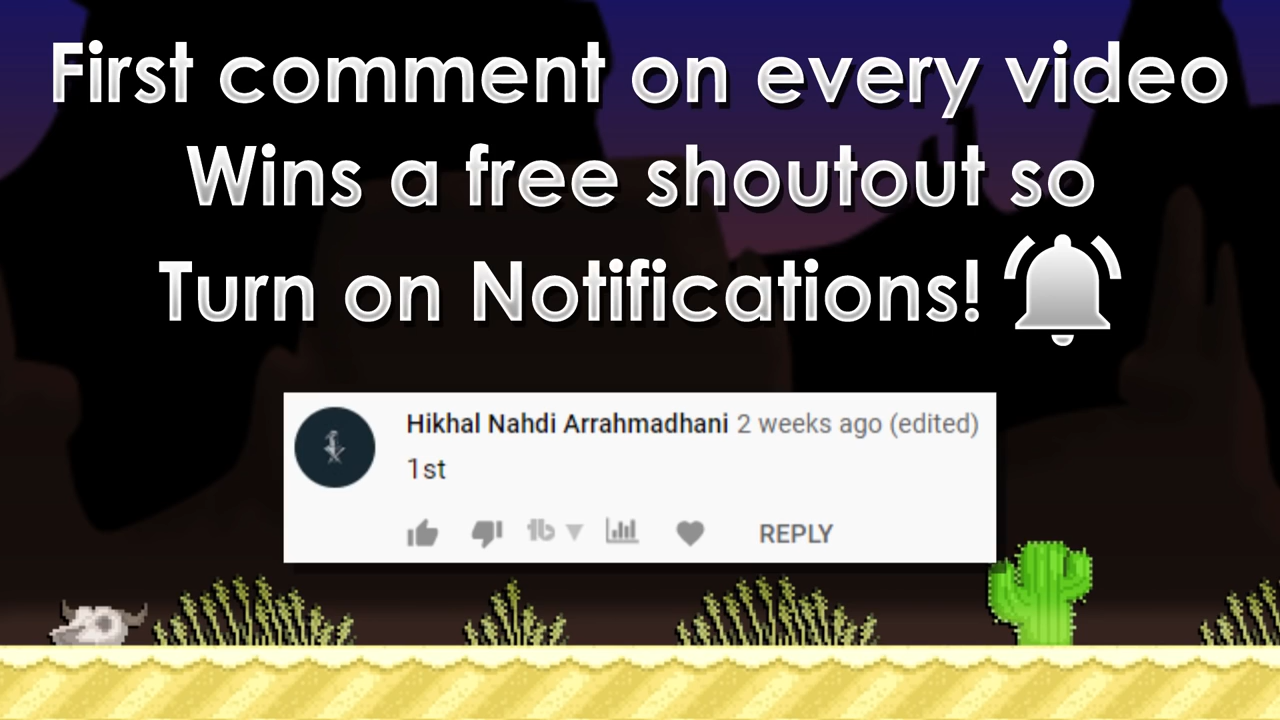 First comment on every video
Wins a free shoutout so
Turn on Notifications!
Hikhal Nahdi Arrahmadhani 2 weeks ago (edited)
1st
REPLY